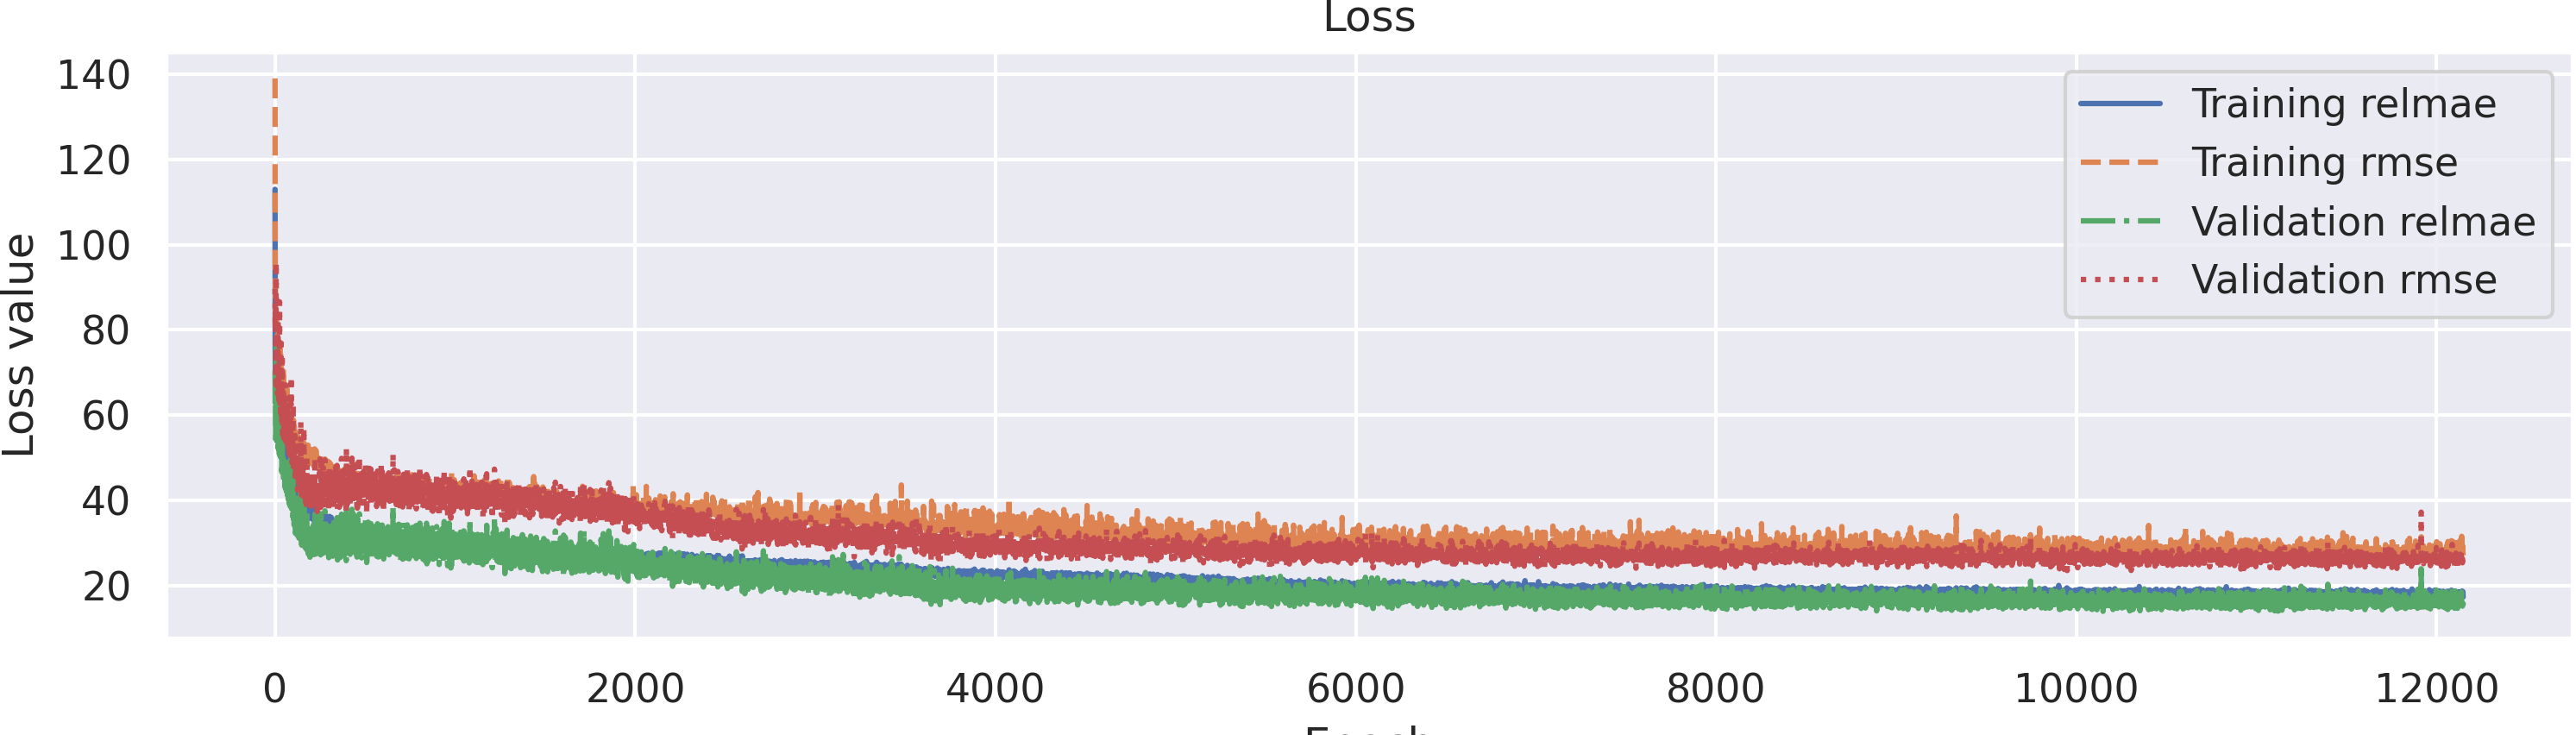 Loss
Loss value
140
120
100
80
60
40
20
Training relmae
Training rmse
Validation relmae
Validation rmse
0 2000 4000 6000 8000 10000 12000
Epoch